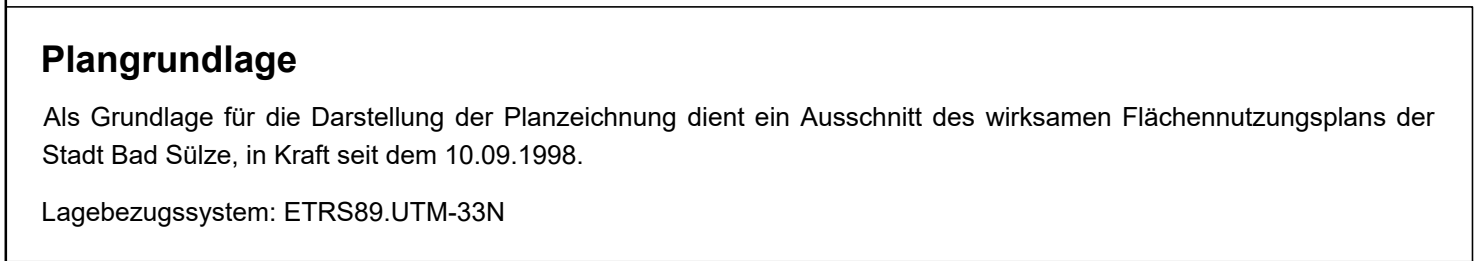 Plangrundlage
Als Grundlage für die Darstellung der Planzeichnung dient ein Ausschnitt des wirksamen Flächennutzungsplans der
Stadt Bad Sülze, in Kraft seit dem 10.09.1998.
Lagebezugssystem: ETRS89.UTM-33N